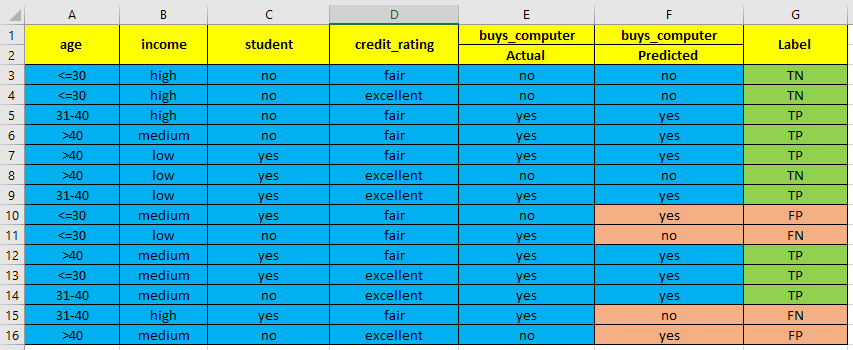 A B C D E F G
1 age income student credit_rating buys_computer buys_computer Label
2 Actual Predicted
3 <=30 high no fair no no TN
4 <=30 high no excellent no no TN
5 31-40 high no fair yes yes TP
6 >40 medium no fair yes yes TP
7 >40 low yes fair yes yes TP
8 >40 low yes excellent no no TN
9 31-40 low yes excellent yes yes TP
10 <=30 medium yes fair no yes FP
11 <=30 low no fair yes no FN
12 >40 medium yes fair yes yes TP
13 <=30 medium yes excellent yes yes TP
14 31-40 medium no excellent yes yes TP
15 31-40 high yes fair yes no FN
16 >40 medium no excellent no yes FP